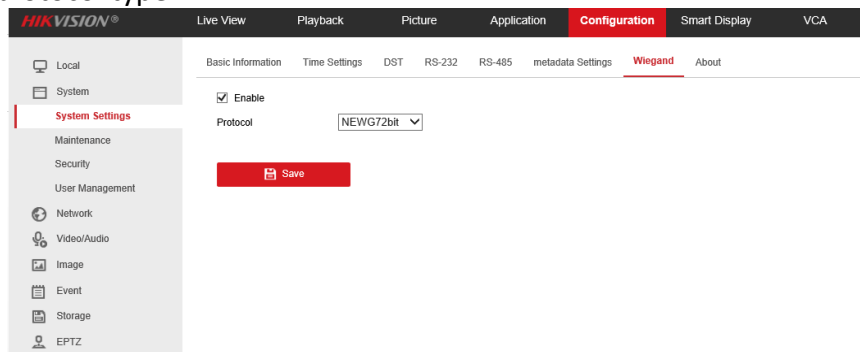 HIKVISION® Live View Playback Picture Application Configuration Smart Display VCA
Local
System
System Settings
Maintenance
Security
User Management
Network
Video/Audio
Image
Event
Storage
EPTZ
Basic Information Time Settings DST RS-232 RS-485 metadata Settings Wiegand About
Enable
Protocol NEWG72bit
Save